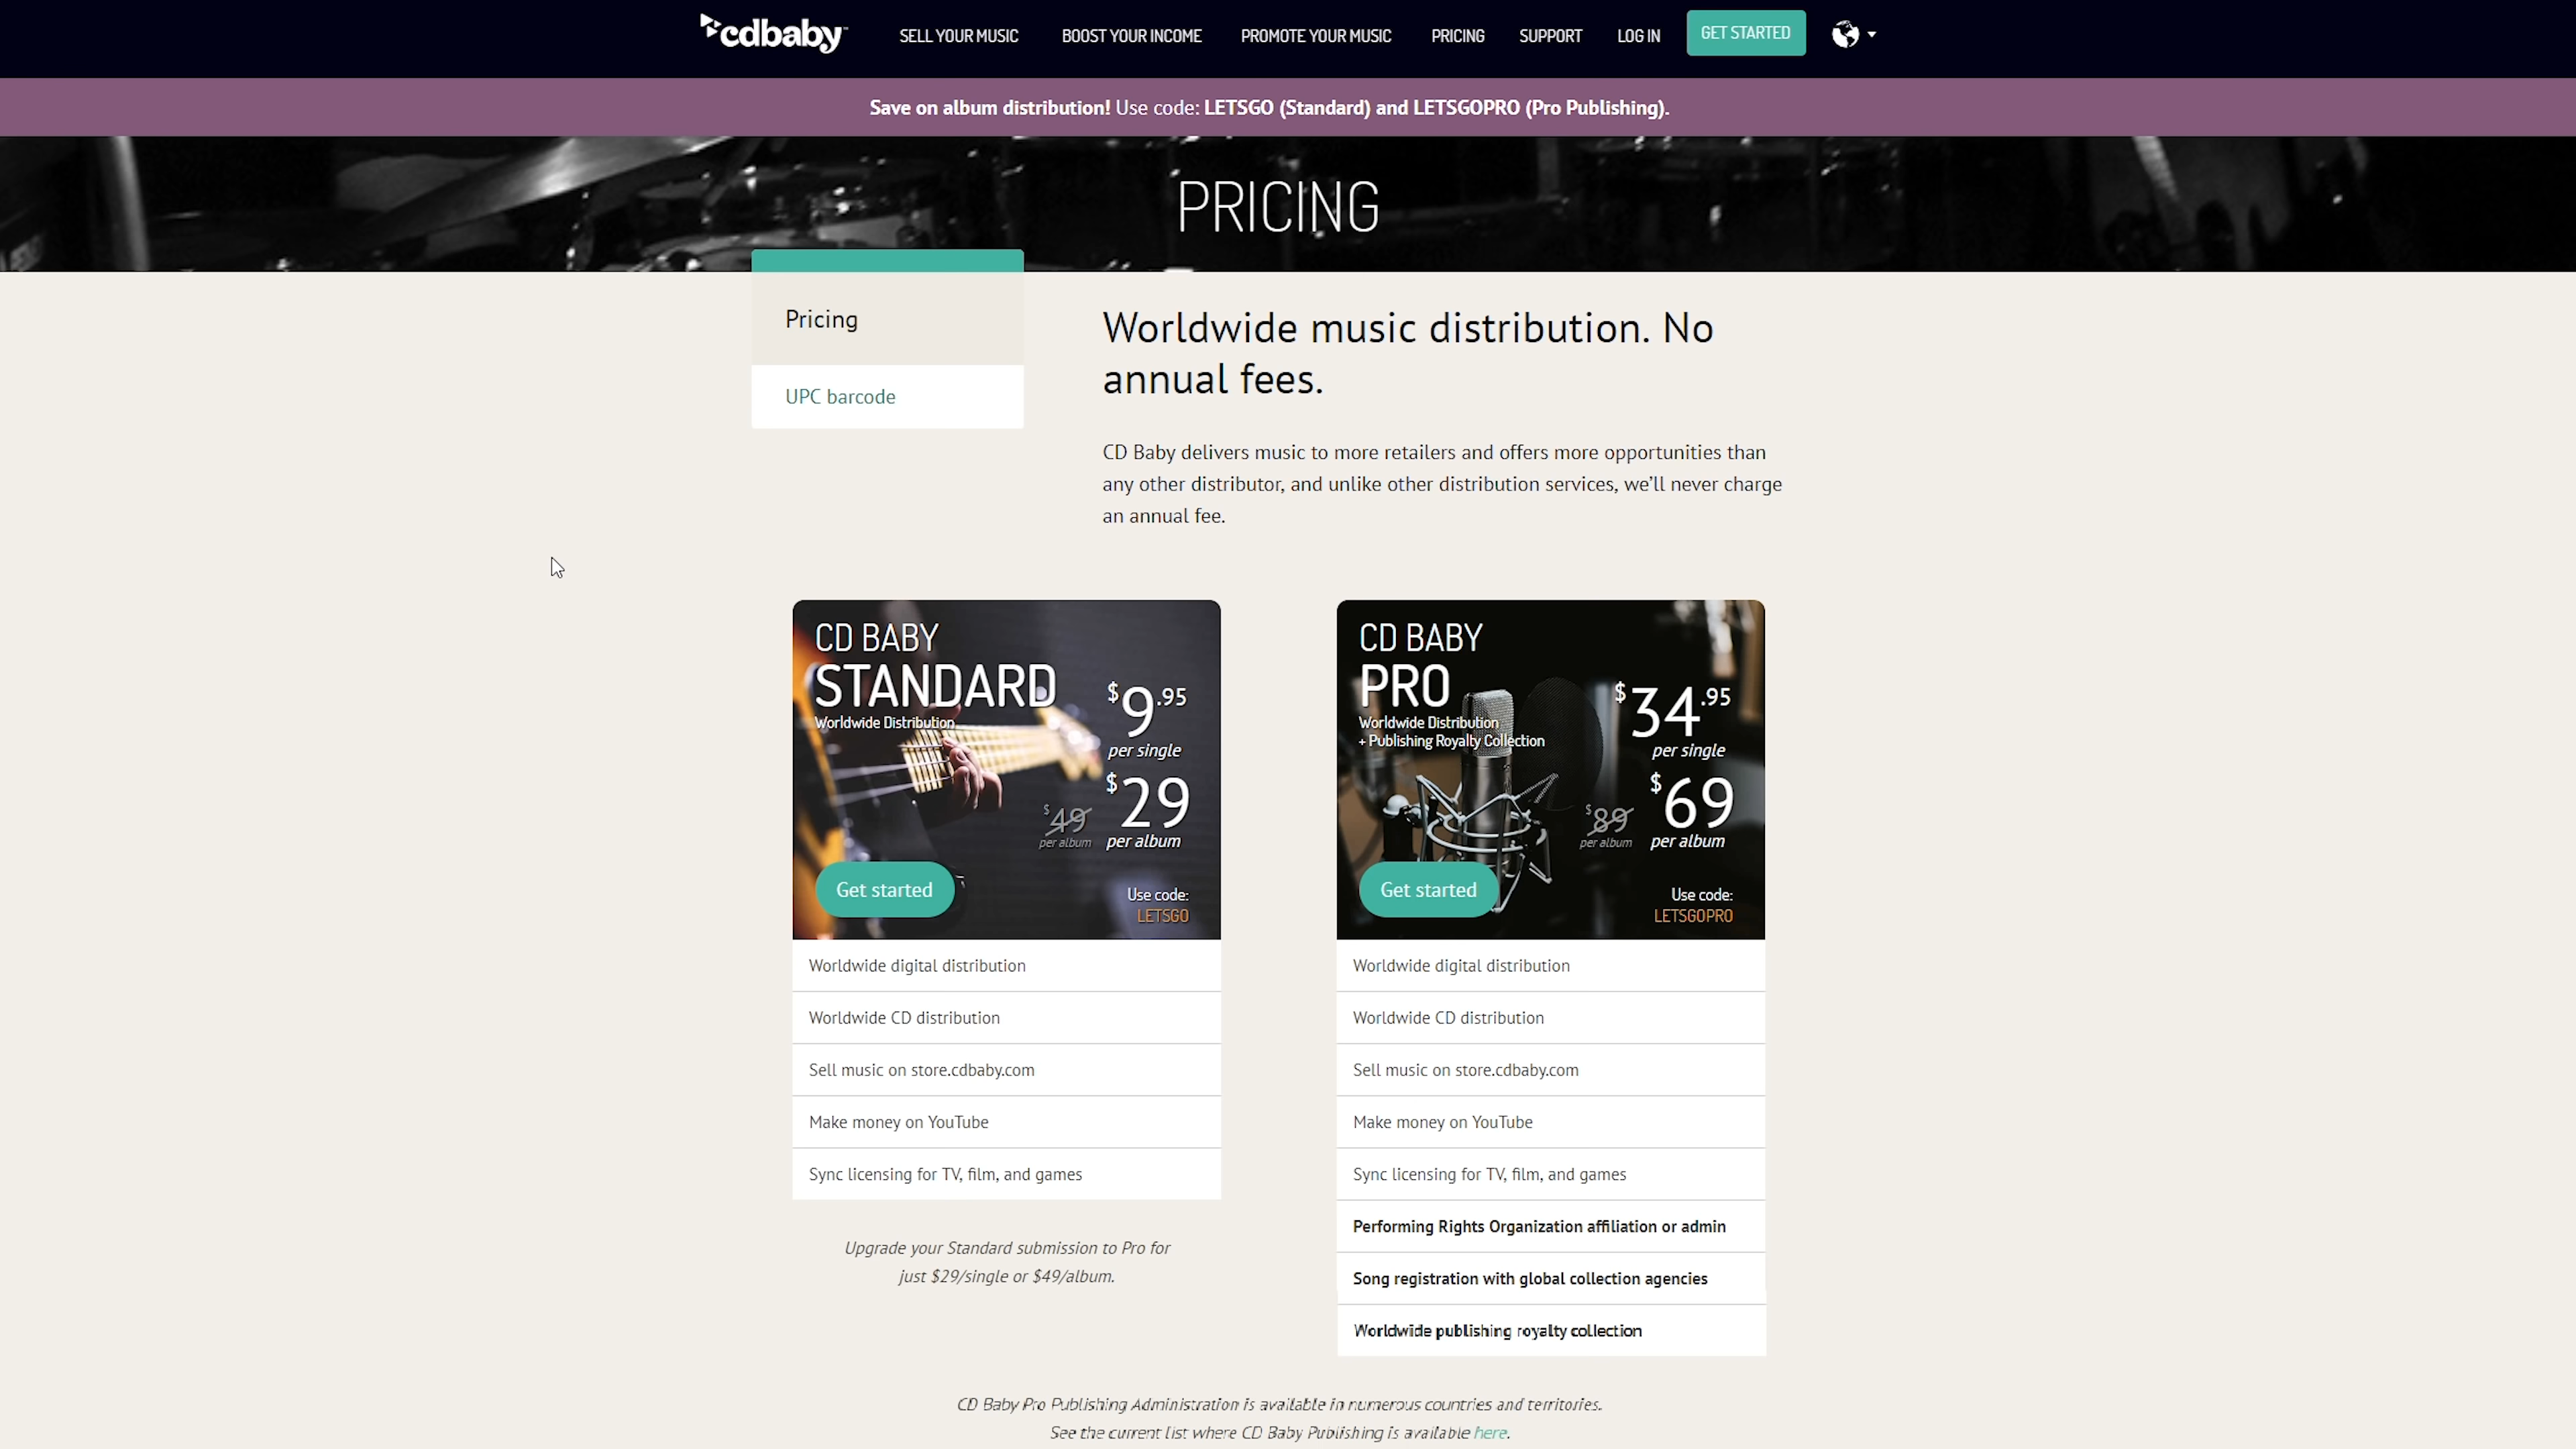 cdbaby
SELL YOUR MUSIC
BOOST YOUR INCOME
PROMOTE YOUR MUSIC
PRICING
SUPPORT
LOG IN
GET STARTED
Save on album distribution! Use code: LETSGO (Standard) and LETSGOPRO (Pro Publishing).
PRICING
Pricing
UPC barcode
Worldwide music distribution. No
annual fees.
CD Baby delivers music to more retailers and offers more opportunities than
any other distributor, and unlike other distribution services, we'll never charge
an annual fee.
CD BABY
STANDARD
Worldwide Distribution
$9.95
per single
$49
per album
$29
per album
Get started
Use code:
LETSGO
Worldwide digital distribution
Worldwide CD distribution
Sell music on store.cdbaby.com
Make money on YouTube
Sync licensing for TV, film, and games
Upgrade your Standard submission to Pro for
just $29/single or $49/album.
CD BABY
PRO
Worldwide Distribution
+ Publishing Royalty Collection
$34.95
per single
$89
per album
$69
per album
Get started
Use code:
LETSGOPRO
Worldwide digital distribution
Worldwide CD distribution
Sell music on store.cdbaby.com
Make money on YouTube
Sync licensing for TV, film, and games
Performing Rights Organization affiliation or admin
Song registration with global collection agencies
Worldwide publishing royalty collection
CD Baby Pro Publishing Administration is available in numerous countries and territories.
See the current list where CD Baby Publishing is available here.